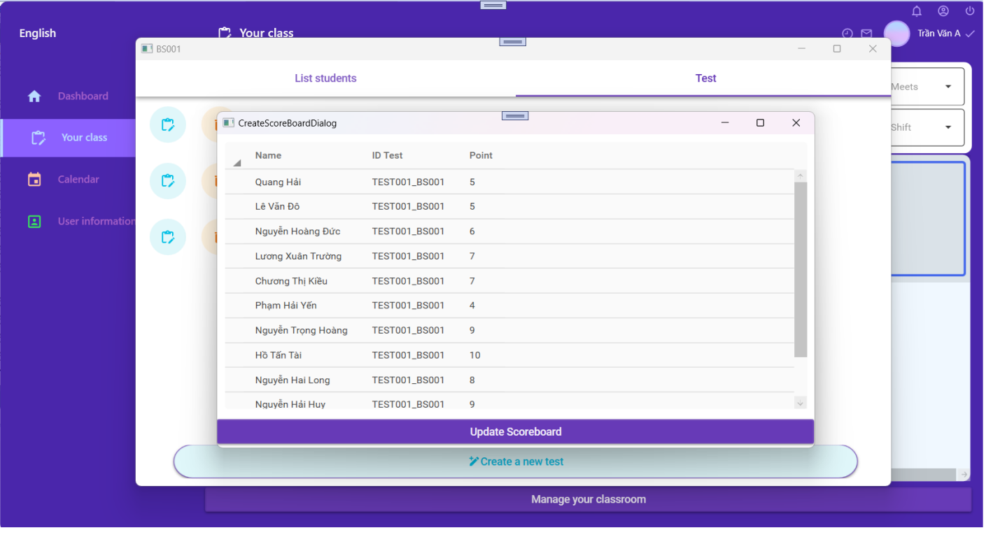 English
Your class
Trần Văn A
BS001
List students
Test
Dashboard
Meets
Your class
Shift
Calendar
User information
CreateScoreBoardDialog
Name ID Test Point
Quang Hải TEST001_BS001 5
Lê Văn Đô TEST001_BS001 5
Nguyễn Hoàng Đức TEST001_BS001 6
Lương Xuân Trường TEST001_BS001 7
Chương Thị Kiều TEST001_BS001 7
Phạm Hải Yến TEST001_BS001 4
Nguyễn Trọng Hoàng TEST001_BS001 9
Hồ Tấn Tài TEST001_BS001 10
Nguyễn Hai Long TEST001_BS001 8
Nguyễn Hải Huy TEST001_BS001 9
Update Scoreboard
Create a new test
Manage your classroom